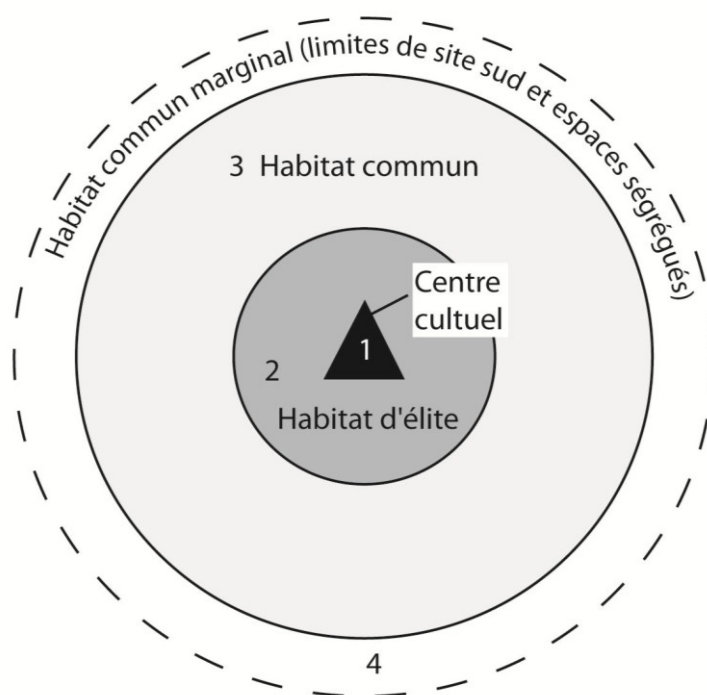 Habitat commun marginal (limites de site sud et espaces ségrégués)
3 Habitat commun
Centre
cultuel
1
2
Habitat d'élite
4